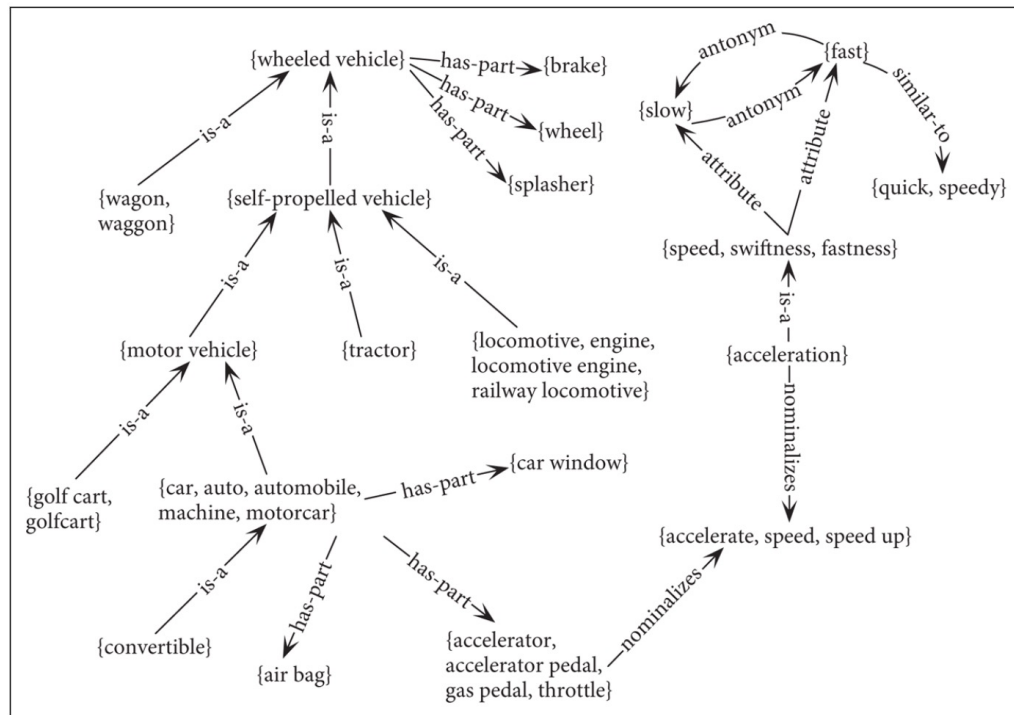 {wheeled vehicle}
has-part
{brake}
has-part
{wheel}
has-part
{splasher}
is-a
is-a
{wagon,
waggon}
{self-propelled vehicle}
is-a
is-a
is-a
{motor vehicle}
{tractor}
{locomotive, engine,
locomotive engine,
railway locomotive}
is-a
is-a
{golf cart,
golfcart}
{car, auto, automobile,
machine, motorcar}
has-part
{car window}
is-a
has-part
has-part
{convertible}
{air bag}
{accelerator,
accelerator pedal,
gas pedal, throttle}
nominalizes
antonym
{fast}
{slow}
antonym
similar-to
attribute
attribute
{quick, speedy}
{speed, swiftness, fastness}
is-a
{acceleration}
nominalizes
{accelerate, speed, speed up}